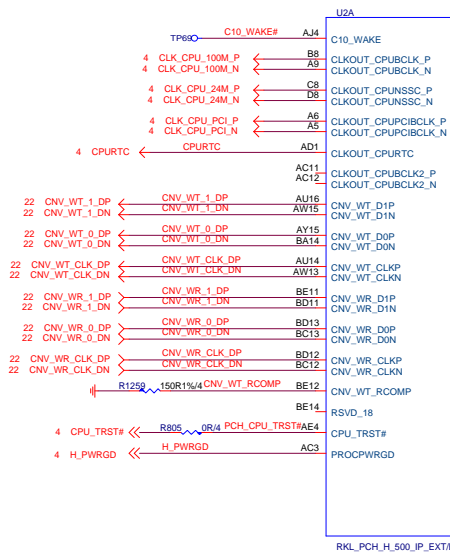 U2A
TP69 C10_WAKE# AJ4 C10_WAKE
4 CLK_CPU_100M_P B8 CLKOUT_CPUBCLK_P
4 CLK_CPU_100M_N A9 CLKOUT_CPUBCLK_N
4 CLK_CPU_24M_P C8 CLKOUT_CPUNSSC_P
4 CLK_CPU_24M_N D8 CLKOUT_CPUNSSC_N
4 CLK_CPU_PCI_P A6 CLKOUT_CPUPCIBCLK_P
4 CLK_CPU_PCI_N A5 CLKOUT_CPUPCIBCLK_N
4 CPURTC CPURTC AD1 CLKOUT_CPURTC
AC11 CLKOUT_CPUBCLK2_P
AC12 CLKOUT_CPUBCLK2_N
22 CNV_WT_1_DP CNV_WT_1_DP AU16 CNV_WT_D1P
22 CNV_WT_1_DN CNV_WT_1_DN AW15 CNV_WT_D1N
22 CNV_WT_0_DP CNV_WT_0_DP AY15 CNV_WT_D0P
22 CNV_WT_0_DN CNV_WT_0_DN BA14 CNV_WT_D0N
22 CNV_WT_CLK_DP CNV_WT_CLK_DP AU14 CNV_WT_CLKP
22 CNV_WT_CLK_DN CNV_WT_CLK_DN AW13 CNV_WT_CLKN
22 CNV_WR_1_DP CNV_WR_1_DP BE11 CNV_WR_D1P
22 CNV_WR_1_DN CNV_WR_1_DN BD11 CNV_WR_D1N
22 CNV_WR_0_DP CNV_WR_0_DP BD13 CNV_WR_D0P
22 CNV_WR_0_DN CNV_WR_0_DN BC13 CNV_WR_D0N
22 CNV_WR_CLK_DP CNV_WR_CLK_DP BD12 CNV_WR_CLKP
22 CNV_WR_CLK_DN CNV_WR_CLK_DN BC12 CNV_WR_CLKN
R1259 150R1%/4 CNV_WT_RCOMP BE12 CNV_WT_RCOMP
BE14 RSVD_18
4 CPU_TRST# R805 0R/4 PCH_CPU_TRST# AE4 CPU_TRST#
4 H_PWRGD H_PWRGD AC3 PROCPWRGD
RKL_PCH_H_500_IP_EXT/